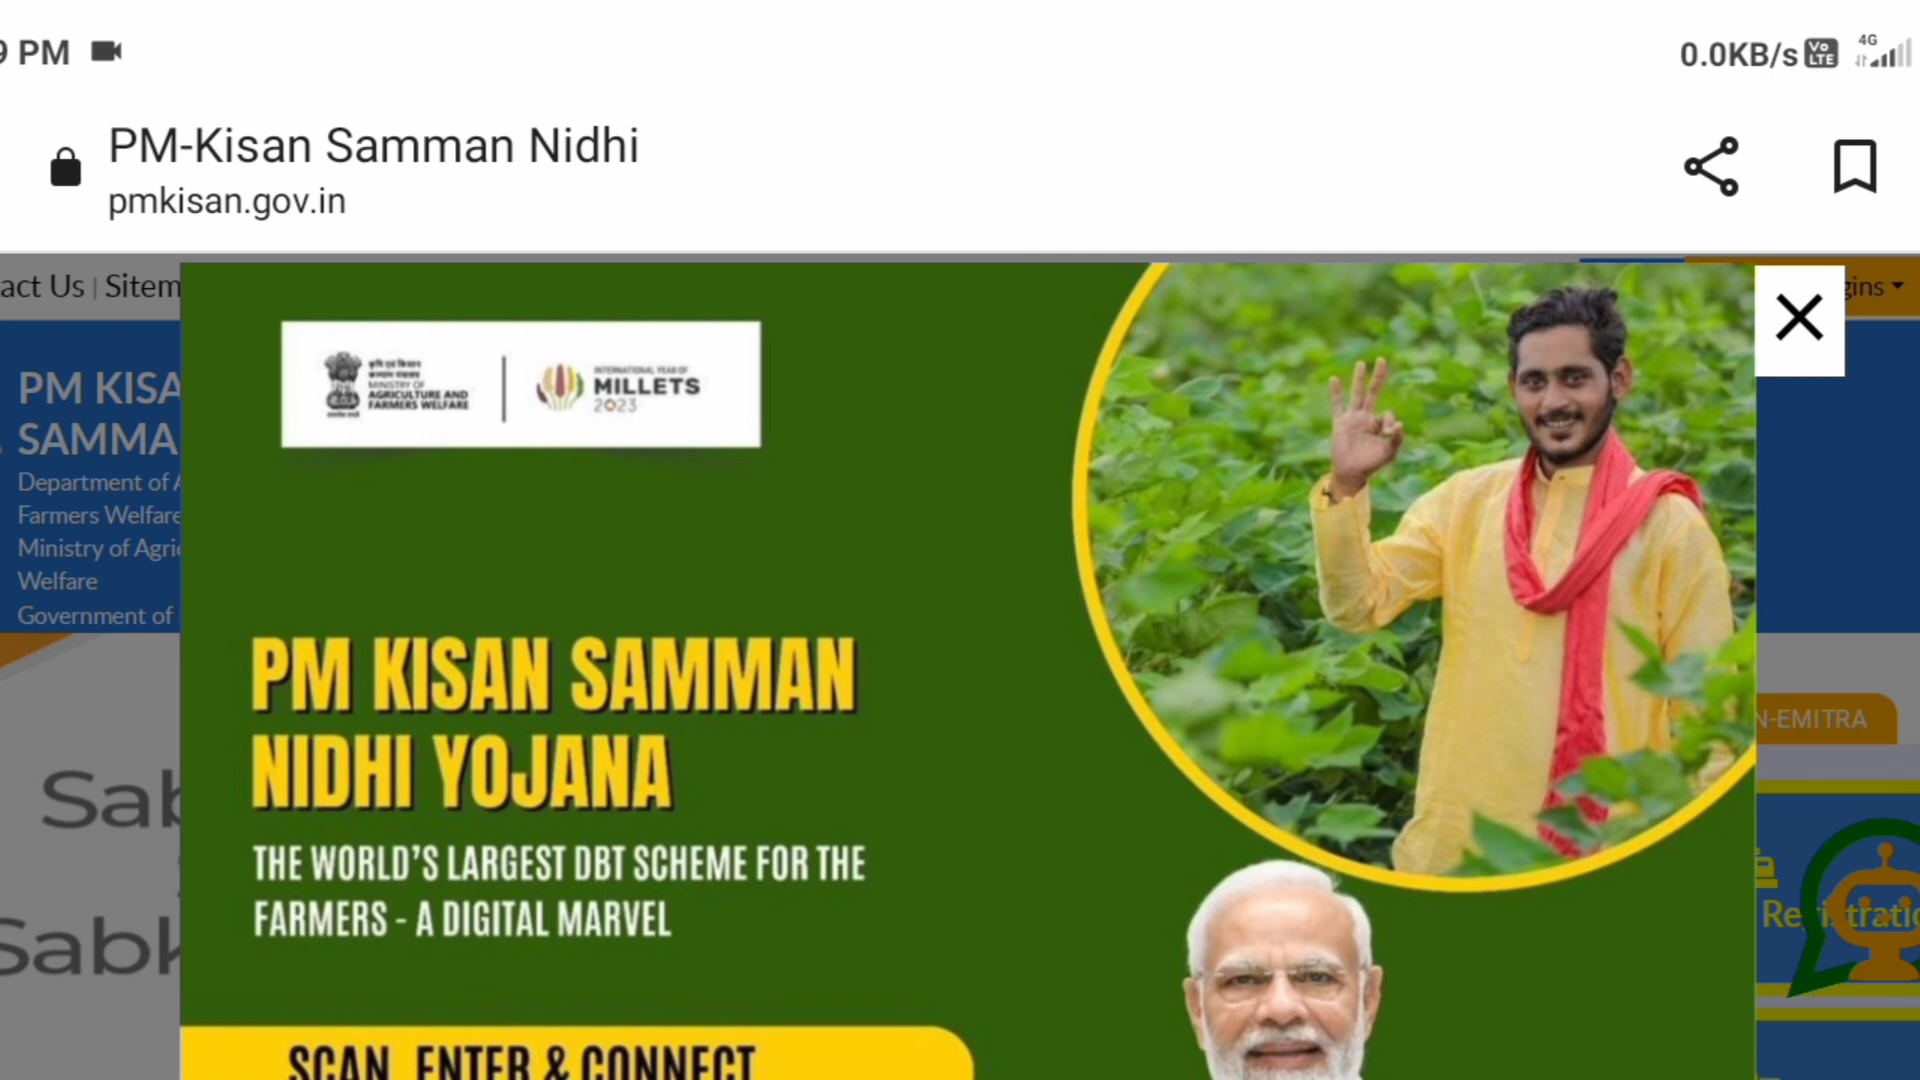 9 PM
0.0KB/s Vo LTE 4G
PM-Kisan Samman Nidhi
pmkisan.gov.in
act Us | Sitem
gins
PM KISA
SAMMA
Department of A
Farmers Welfare
Ministry of Agri
Welfare
Government of
MINISTRY OF
AGRICULTURE AND
FARMERS WELFARE
INTERNATIONAL YEAR OF
MILLETS
2023
PM KISAN SAMMAN
NIDHI YOJANA
THE WORLD'S LARGEST DBT SCHEME FOR THE
FARMERS - A DIGITAL MARVEL
SCAN, ENTER & CONNECT
N-EMITRA
Sab
Sabk